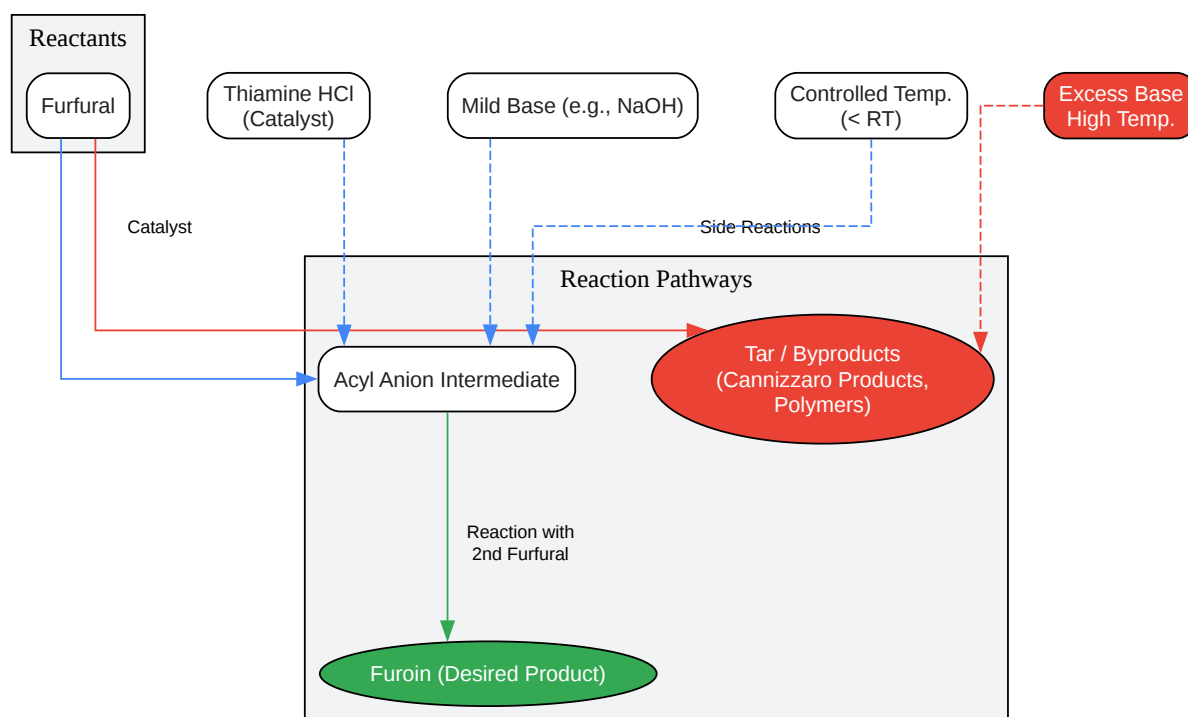 Reactants
Furfural
Thiamine HCl
(Catalyst)
Mild Base (e.g., NaOH)
Controlled Temp.
(< RT)
Excess Base
High Temp.
Catalyst
Side Reactions
Reaction Pathways
Acyl Anion Intermediate
Tar / Byproducts
(Cannizzaro Products,
Polymers)
Reaction with
2nd Furfural
Furoin (Desired Product)